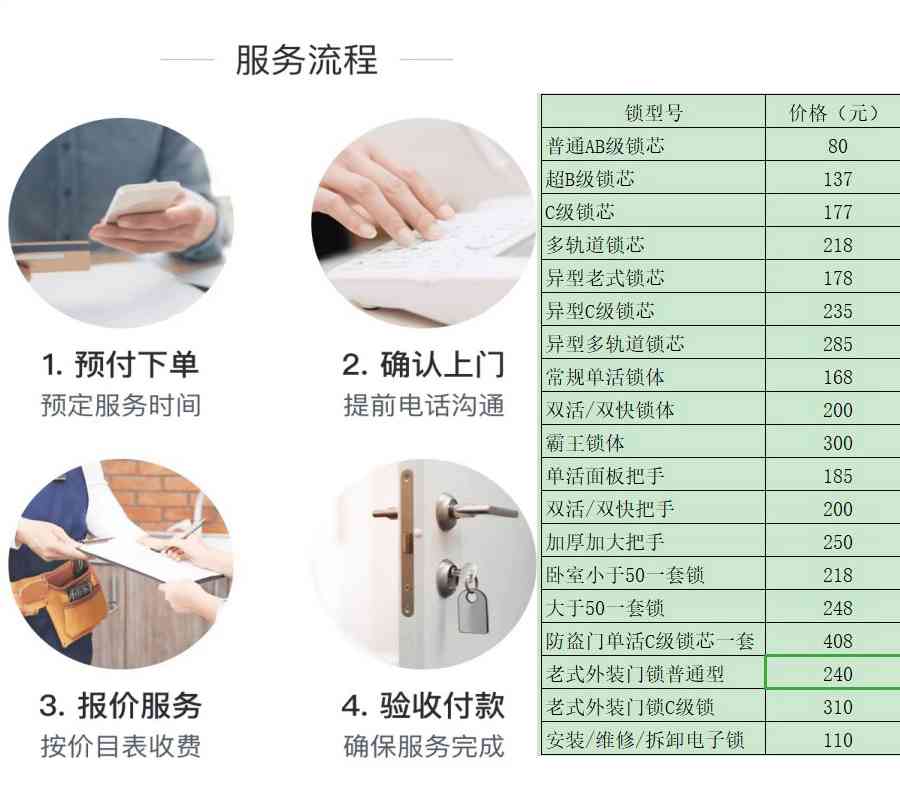 服务流程
1. 预付下单
预定服务时间
2. 确认上门
提前电话沟通
3. 报价服务
按价目表收费
4. 验收付款
确保服务完成
锁型号 价格（元）
普通AB级锁芯 80
超B级锁芯 137
C级锁芯 177
多轨道锁芯 218
异型老式锁芯 178
异型C级锁芯 235
异型多轨道锁芯 285
常规单活锁体 168
双活/双快锁体 200
霸王锁体 300
单活面板把手 185
双活/双快把手 200
加厚加大把手 250
卧室小于50一套锁 218
大于50一套锁 248
防盗门单活C级锁芯一套 408
老式外装门锁普通型 240
老式外装门锁C级锁 310
安装/维修/拆卸电子锁 110